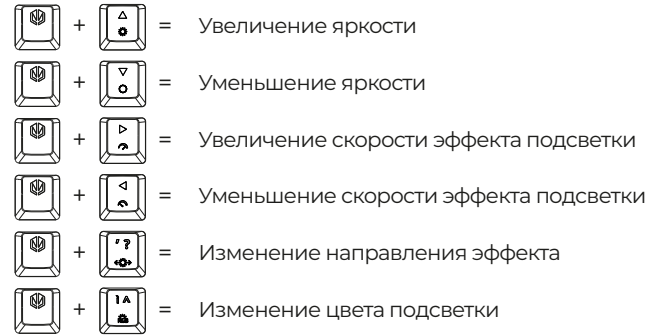 + = Увеличение яркости
+ = Уменьшение яркости
+ = Увеличение скорости эффекта подсветки
+ = Уменьшение скорости эффекта подсветки
+ ' ? = Изменение направления эффекта
+ = Изменение цвета подсветки